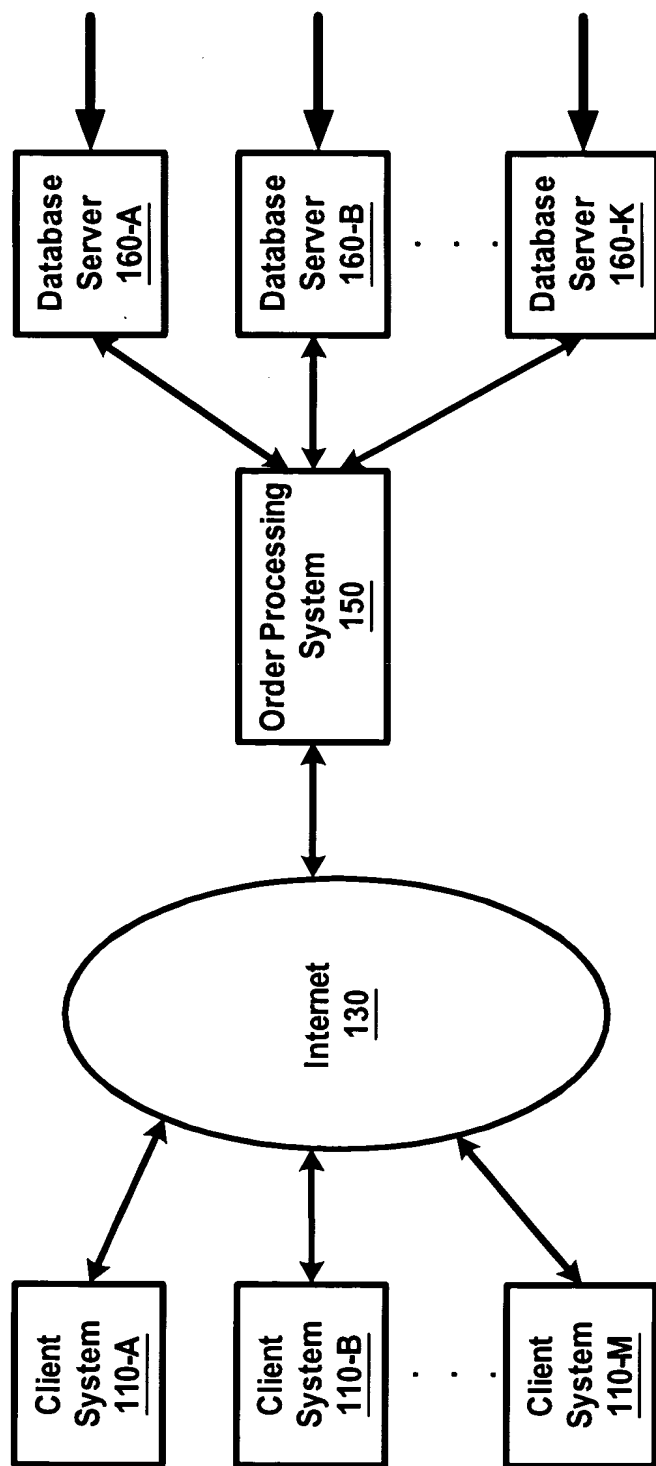 Client
System
110-A
Client
System
110-B
. . .
Client
System
110-M
Internet
130
Order Processing
System
150
Database
Server
160-A
Database
Server
160-B
. . .
Database
Server
160-K